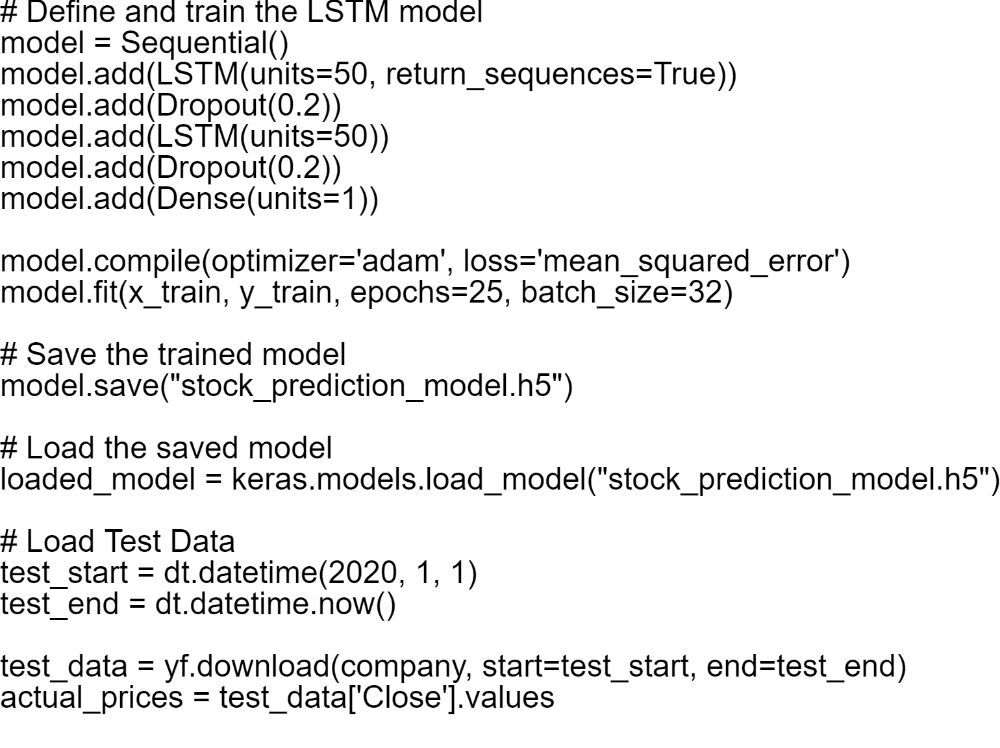 # Define and train the LSTM model
model = Sequential()
model.add(LSTM(units=50, return_sequences=True))
model.add(Dropout(0.2))
model.add(LSTM(units=50))
model.add(Dropout(0.2))
model.add(Dense(units=1))

model.compile(optimizer='adam', loss='mean_squared_error')
model.fit(x_train, y_train, epochs=25, batch_size=32)

# Save the trained model
model.save("stock_prediction_model.h5")

# Load the saved model
loaded_model = keras.models.load_model("stock_prediction_model.h5")

# Load Test Data
test_start = dt.datetime(2020, 1, 1)
test_end = dt.datetime.now()

test_data = yf.download(company, start=test_start, end=test_end)
actual_prices = test_data['Close'].values